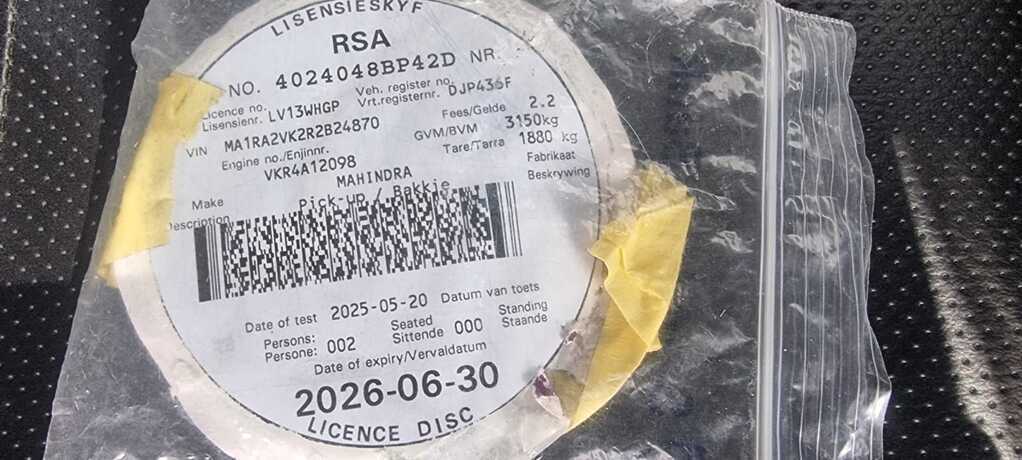 LISENSIESKYF
RSA
NO. 4024048BP42D NR.
Licence no. Veh. register no.
Lisensienr. LV13WHGP Vrt.registernr. DJP436F
VIN MA1RA2VK2R2B24870 Fees/Gelde 2.2
Engine no./Enjinnr. GVM/BVM 3150kg
VKR4A12098 Tare/Tarra 1880 kg
Make MAHINDRA Fabrikaat
Description Pick-up / Bakkie Beskrywing
Date of test 2025-05-20 Datum van toets
Persons: Seated Standing
Persone: 002 Sittende 000 Staande
Date of expiry/Vervaldatum
2026-06-30
LICENCE DISC